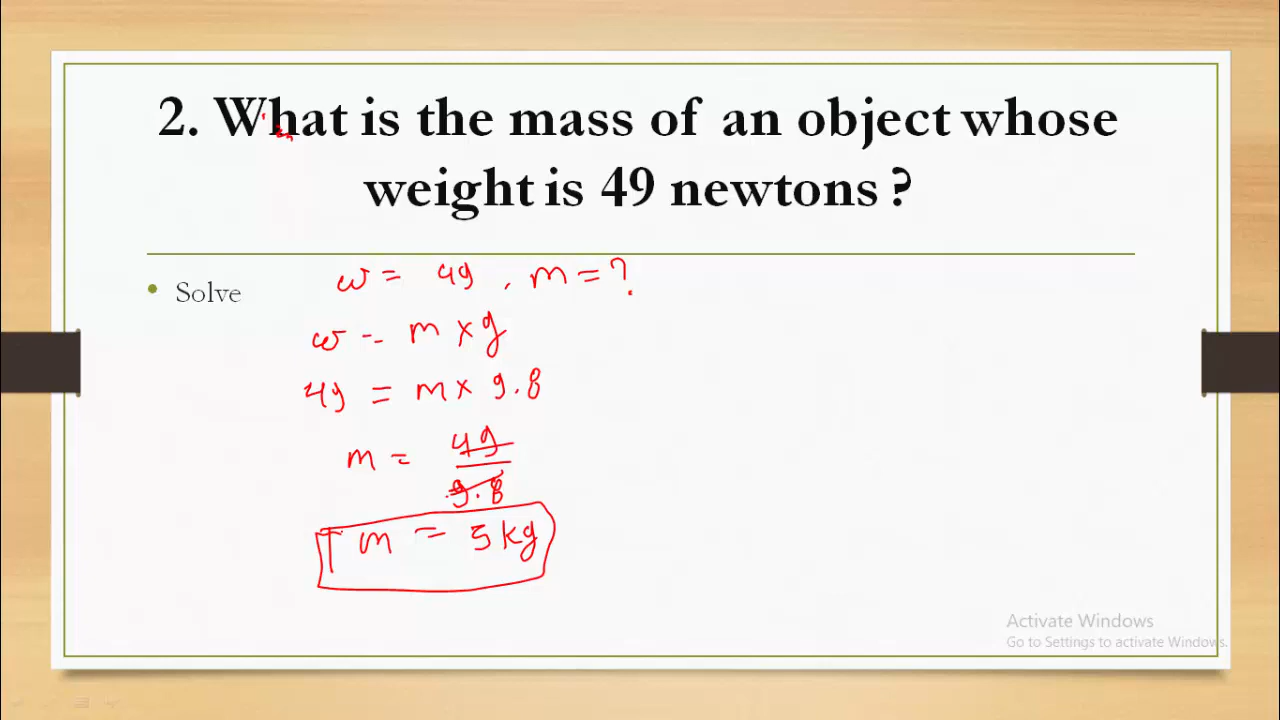 2. What is the mass of an object whose
weight is 49 newtons ?
• Solve
w = 49 , m = ?
w = m × g
49 = m × 9.8
m = 49
9.8
m = 5 kg
Activate Windows
Go to Settings to activate Windows.